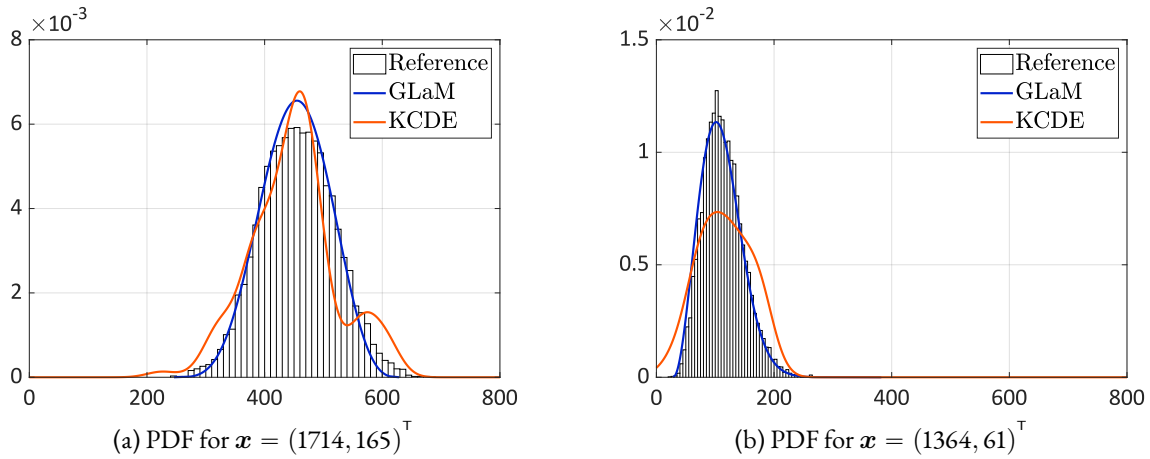 ×10⁻³
8
6
4
2
0
0 200 400 600 800
Reference
GLaM
KCDE
(a) PDF for x = (1714, 165)ᵀ
×10⁻²
1.5
1
0.5
0
0 200 400 600 800
Reference
GLaM
KCDE
(b) PDF for x = (1364, 61)ᵀ